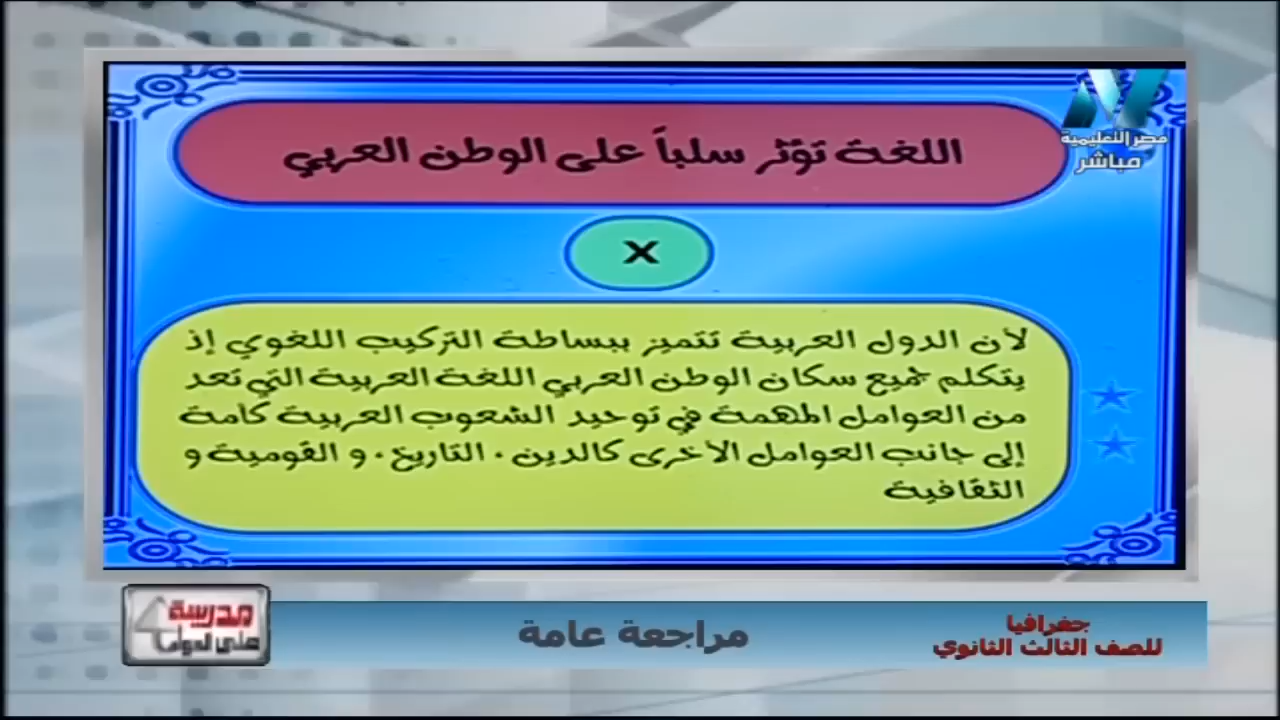 اللغة تؤثر سلباً على الوطن العربي
مصر التعليمية
مباشر
X
لأن الدول العربية تتميز ببساطة التركيب اللغوي إذ
يتكلم جميع سكان الوطن العربي اللغة العربية التي تعد
من العوامل المهمة في توحيد الشعوب العربية كامة
إلى جانب العوامل الأخرى كالدين . التاريخ . و القومية و
الثقافية
جغرافيا
للصف الثالث الثانوي
مراجعة عامة
مدرسة
على الهواء